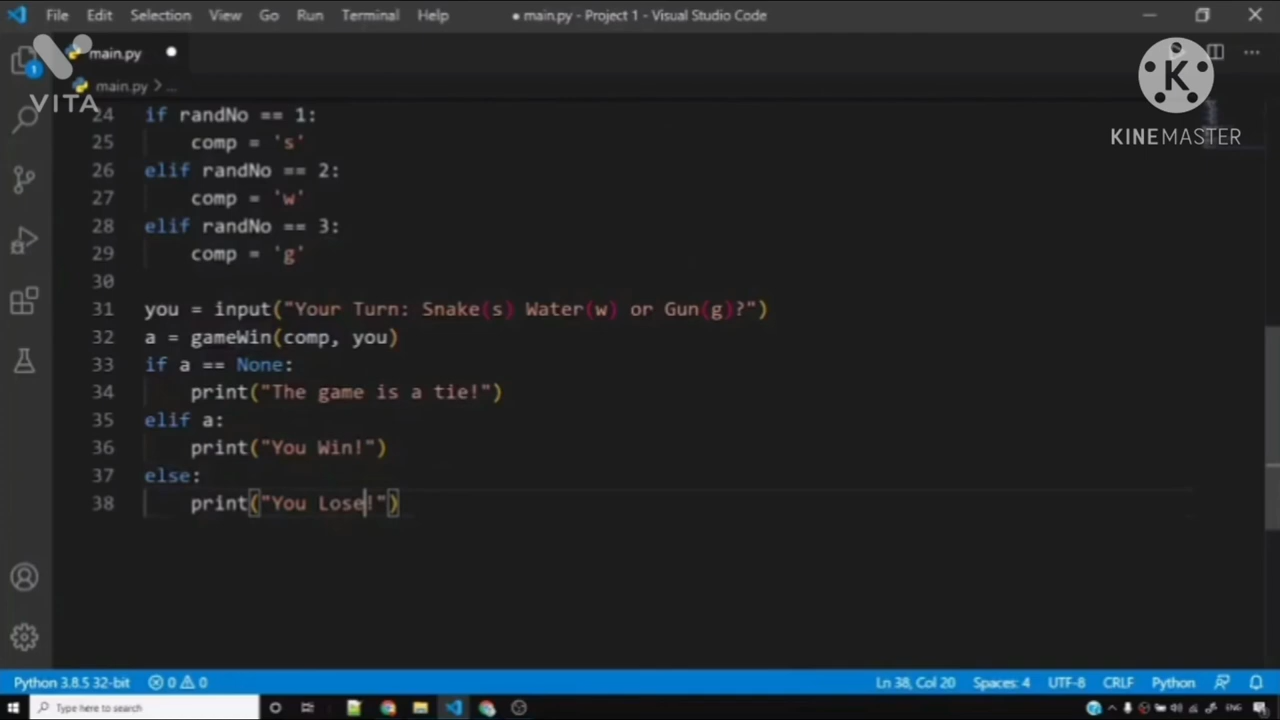 File Edit Selection View Go Run Terminal Help ● main.py - Project 1 - Visual Studio Code
main.py
main.py > ...
VITA
K
KINEMASTER
1
24 if randNo == 1:
25 comp = 's'
26 elif randNo == 2:
27 comp = 'w'
28 elif randNo == 3:
29 comp = 'g'
30
31 you = input("Your Turn: Snake(s) Water(w) or Gun(g)?")
32 a = gameWin(comp, you)
33 if a == None:
34 print("The game is a tie!")
35 elif a:
36 print("You Win!")
37 else:
38 print("You Lose!")
Python 3.8.5 32-bit 0 0 Ln 38, Col 20 Spaces: 4 UTF-8 CRLF Python
Type here to search ENG